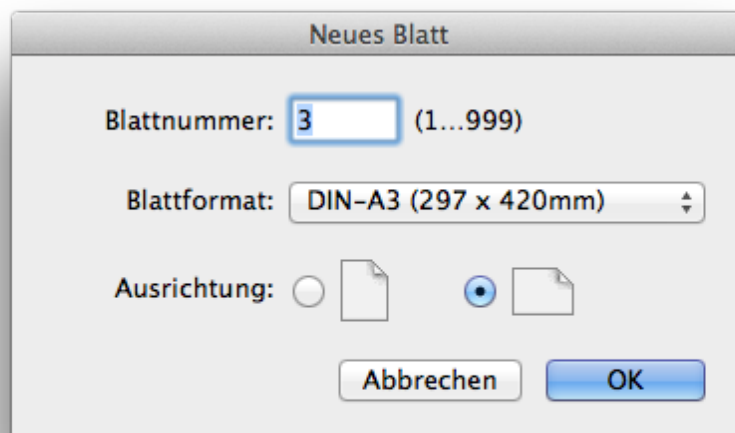 Neues Blatt
Blattnummer: 3 (1...999)
Blattformat: DIN-A3 (297 x 420mm)
Ausrichtung:
Abbrechen OK